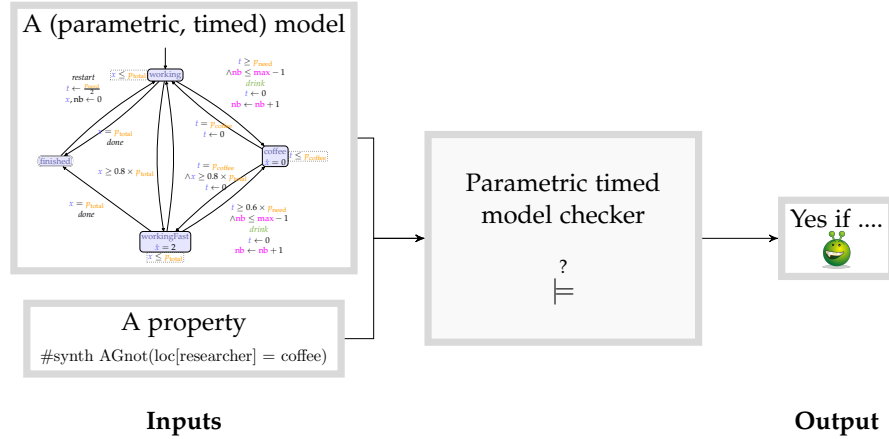 A (parametric, timed) model
restart
t ← p_need/2
x, nb ← 0
x ≤ p_total
working
t ≥ p_need
∧nb ≤ max − 1
drink
t ← 0
nb ← nb + 1
x = p_total
done
t = p_coffee
t ← 0
finished
x ≥ 0.8 × p_total
t = p_coffee
∧x ≥ 0.8 × p_total
t ← 0
coffee
ẋ = 0
t ≤ p_coffee
x = p_total
done
t ≥ 0.6 × p_need
∧nb ≤ max − 1
drink
t ← 0
nb ← nb + 1
workingFast
ẋ = 2
x ≤ p_total
A property
#synth AGnot(loc[researcher] = coffee)
Parametric timed
model checker
?
⊨
Yes if ....
Inputs
Output